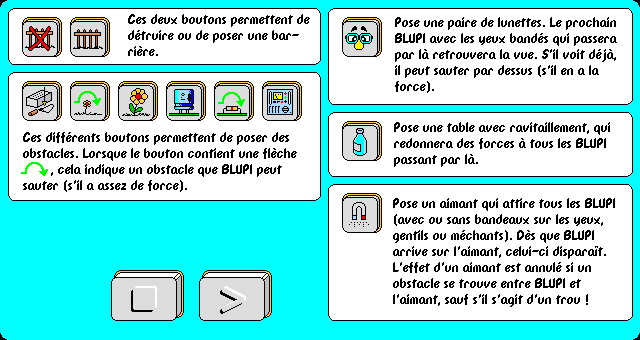 Ces deux boutons permettent de
détruire ou de poser une bar-
rière.
Ces différents boutons permettent de poser des
obstacles. Lorsque le bouton contient une flèche
, cela indique un obstacle que BLUPI peut
sauter (s'il a assez de force).
Pose une paire de lunettes. Le prochain
BLUPI avec les yeux bandés qui passera
par là retrouvera la vue. S'il voit déjà,
il peut sauter par dessus (s'il en a la
force).
Pose une table avec ravitaillement, qui
redonnera des forces à tous les BLUPI
passant par là.
Pose un aimant qui attire tous les BLUPI
(avec ou sans bandeaux sur les yeux,
gentils ou méchants). Dès que BLUPI
arrive sur l'aimant, celui-ci disparaît.
L'effet d'un aimant est annulé si un
obstacle se trouve entre BLUPI et
l'aimant, sauf s'il s'agit d'un trou !